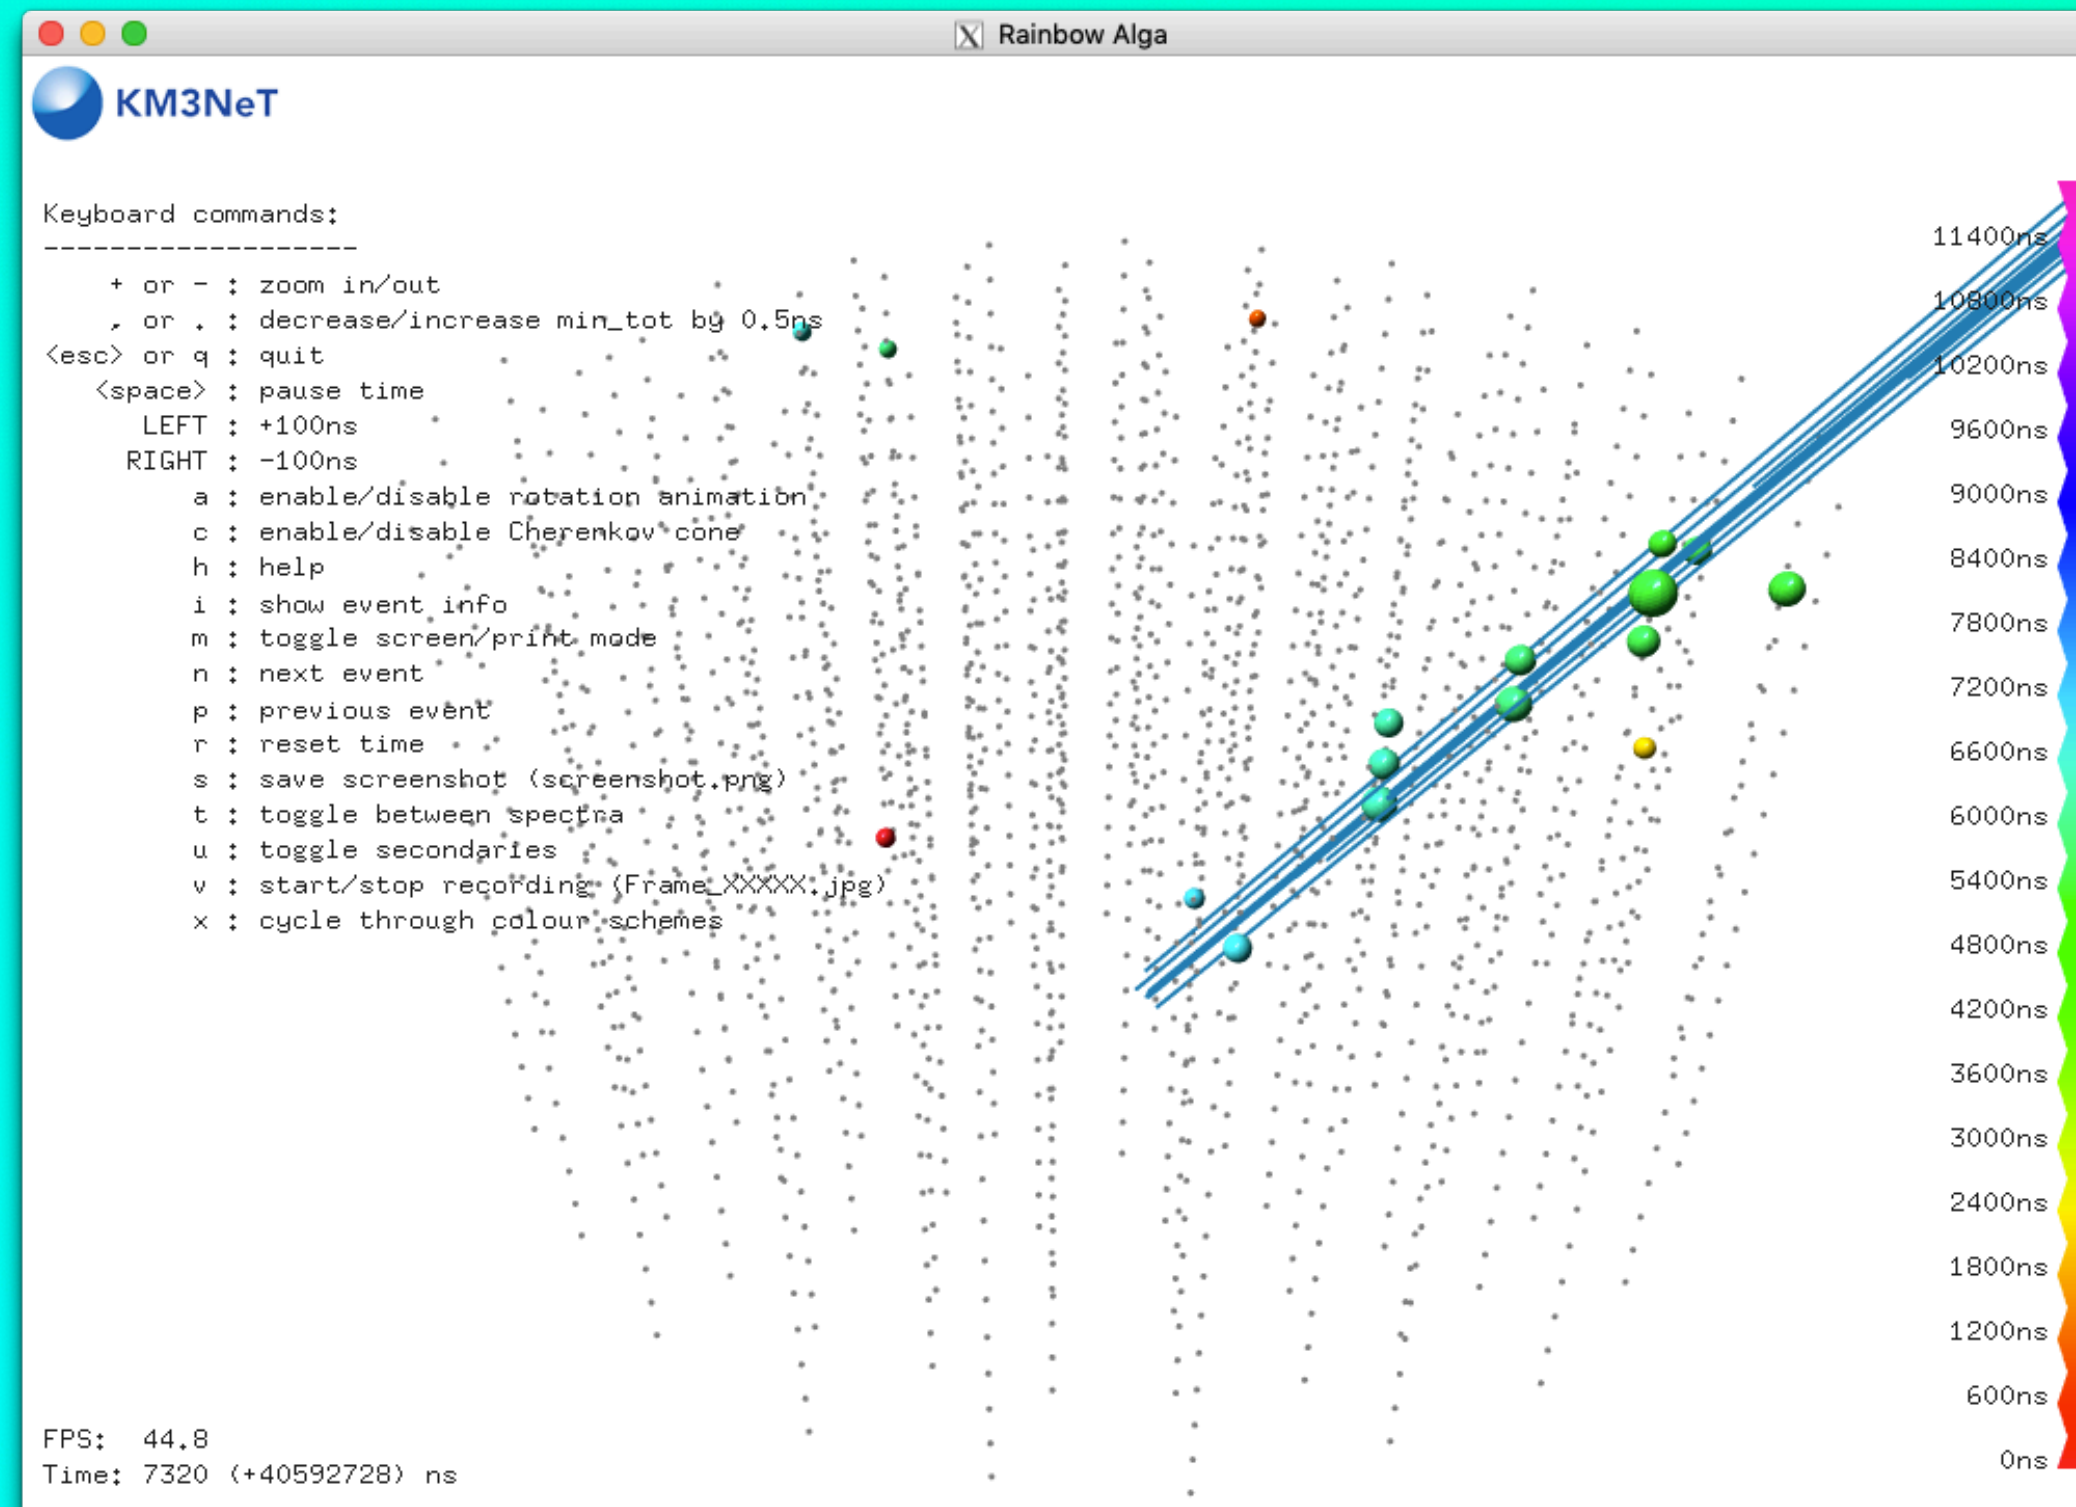 Rainbow Alga
KM3NeT
Keyboard commands:
-------------------
+ or - : zoom in/out
, or . : decrease/increase min_tot by 0.5ns
<esc> or q : quit
<space> : pause time
LEFT : +100ns
RIGHT : -100ns
a : enable/disable rotation animation
c : enable/disable Cherenkov cone
h : help
i : show event info
m : toggle screen/print mode
n : next event
p : previous event
r : reset time
s : save screenshot (screenshot.png)
t : toggle between spectra
u : toggle secondaries
v : start/stop recording (Frame_XXXXX.jpg)
x : cycle through colour schemes
11400ns
10800ns
10200ns
9600ns
9000ns
8400ns
7800ns
7200ns
6600ns
6000ns
5400ns
4800ns
4200ns
3600ns
3000ns
2400ns
1800ns
1200ns
600ns
0ns
FPS: 44.8
Time: 7320 (+40592728) ns